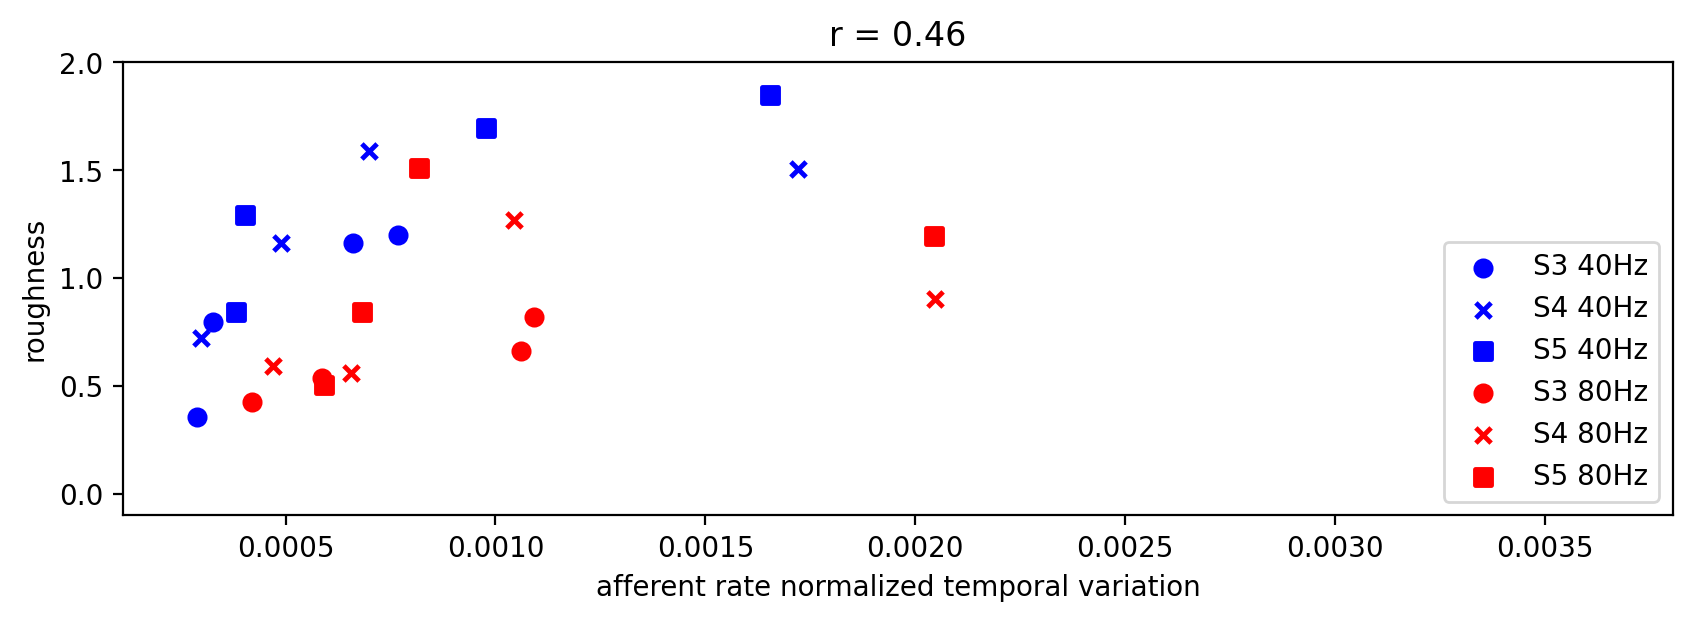 r = 0.46
2.0
1.5
1.0
0.5
0.0
roughness
S3 40Hz
S4 40Hz
S5 40Hz
S3 80Hz
S4 80Hz
S5 80Hz
0.0005 0.0010 0.0015 0.0020 0.0025 0.0030 0.0035
afferent rate normalized temporal variation